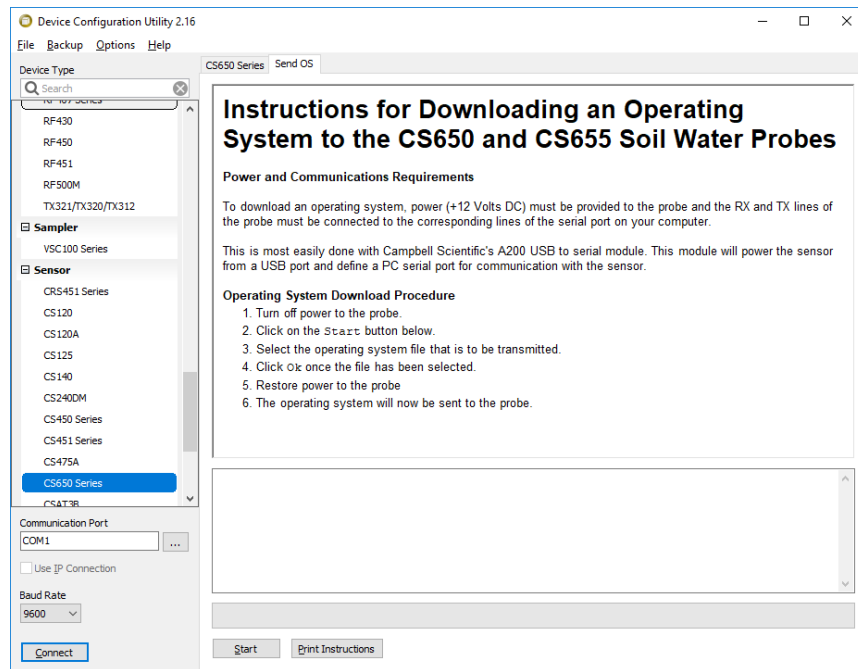 Device Configuration Utility 2.16
File Backup Options Help
Device Type
Search
RF430
RF450
RF451
RF500M
TX321/TX320/TX312
Sampler
VSC100 Series
Sensor
CRS451 Series
CS120
CS120A
CS125
CS140
CS240DM
CS450 Series
CS451 Series
CS475A
CS650 Series
CSAT3B
Communication Port
COM1
...
Use IP Connection
Baud Rate
9600
Connect
CS650 Series Send OS
Instructions for Downloading an Operating
System to the CS650 and CS655 Soil Water Probes
Power and Communications Requirements
To download an operating system, power (+12 Volts DC) must be provided to the probe and the RX and TX lines of
the probe must be connected to the corresponding lines of the serial port on your computer.
This is most easily done with Campbell Scientific's A200 USB to serial module. This module will power the sensor
from a USB port and define a PC serial port for communication with the sensor.
Operating System Download Procedure
1. Turn off power to the probe.
2. Click on the Start button below.
3. Select the operating system file that is to be transmitted.
4. Click Ok once the file has been selected.
5. Restore power to the probe
6. The operating system will now be sent to the probe.
Start Print Instructions